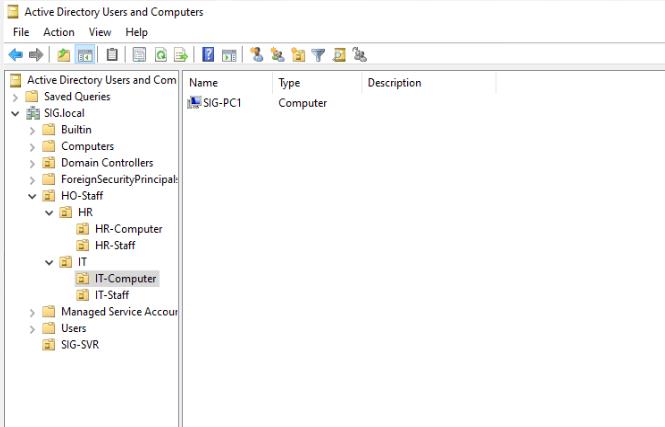 Active Directory Users and Computers
File Action View Help
Active Directory Users and Com
Saved Queries
SIG.local
Builtin
Computers
Domain Controllers
ForeignSecurityPrincipals
HO-Staff
HR
HR-Computer
HR-Staff
IT
IT-Computer
IT-Staff
Managed Service Accour
Users
SIG-SVR
Name Type Description
SIG-PC1 Computer